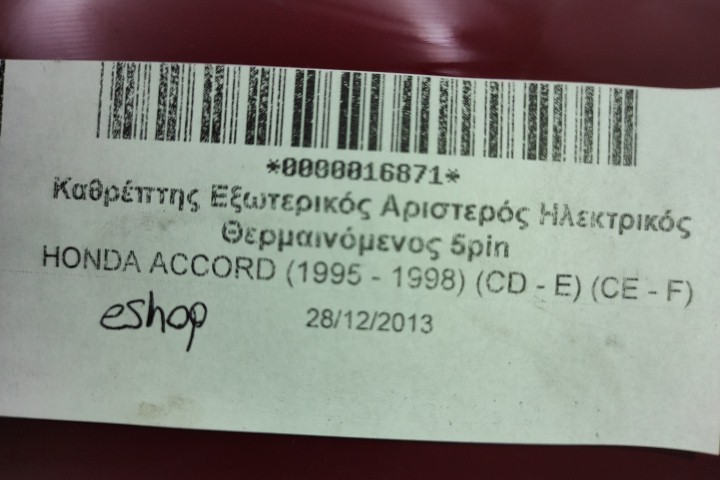 *0000016871*
Καθρέπτης Εξωτερικός Αριστερός Ηλεκτρικός
Θερμαινόμενος 5pin
HONDA ACCORD (1995 - 1998) (CD - E) (CE - F)
eshop 28/12/2013